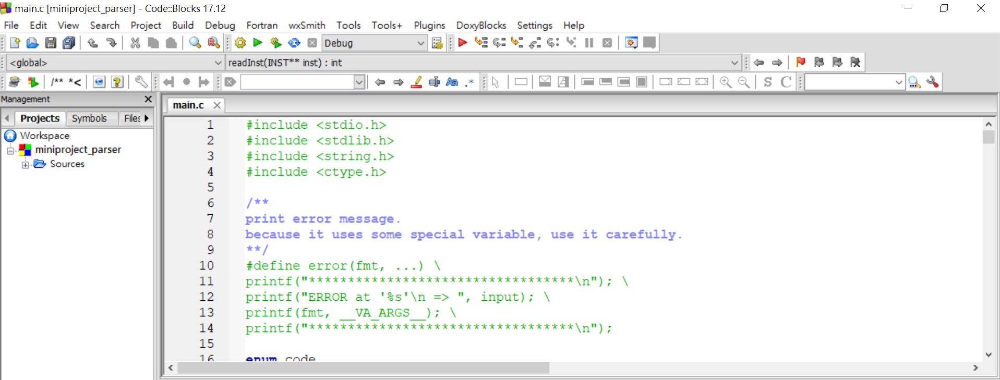 main.c [miniproject_parser] - Code::Blocks 17.12
File Edit View Search Project Build Debug Fortran wxSmith Tools Tools+ Plugins DoxyBlocks Settings Help
Debug
<global> readInst(INST** inst) : int
/** *<
Aa .*
S C
Management
Projects Symbols Files
Workspace
miniproject_parser
Sources
main.c
1 #include <stdio.h>
2 #include <stdlib.h>
3 #include <string.h>
4 #include <ctype.h>
5
6 /**
7 print error message.
8 because it uses some special variable, use it carefully.
9 **/
10 #define error(fmt, ...) \
11 printf("**********************************\n"); \
12 printf("ERROR at '%s'\n => ", input); \
13 printf(fmt, __VA_ARGS__); \
14 printf("**********************************\n");
15
16 enum code